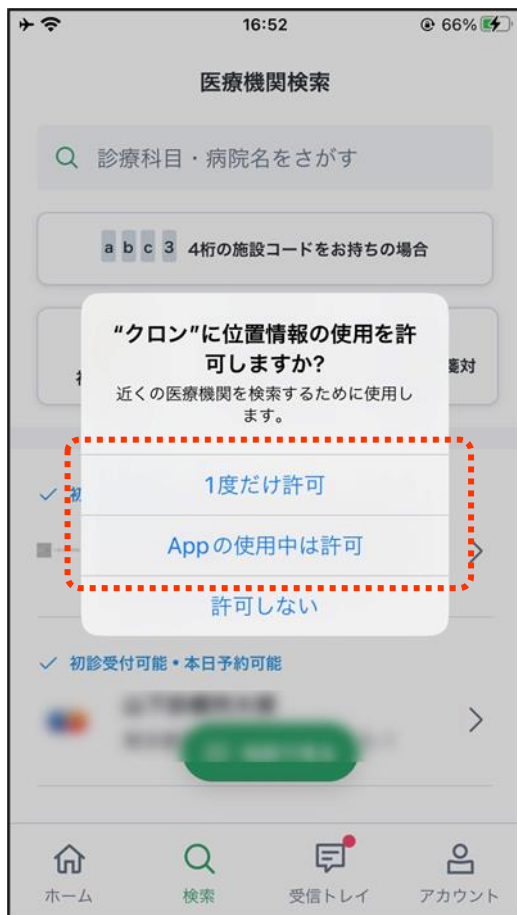 16:52
66%
医療機関検索
診療科目・病院名をさがす
a b c 3 4桁の施設コードをお持ちの場合
“クロン”に位置情報の使用を許
可しますか?
箋対
近くの医療機関を検索するために使用し
ます。
1度だけ許可
初
Appの使用中は許可
許可しない
初診受付可能・本日予約可能
ホーム
検索
受信トレイ
アカウント